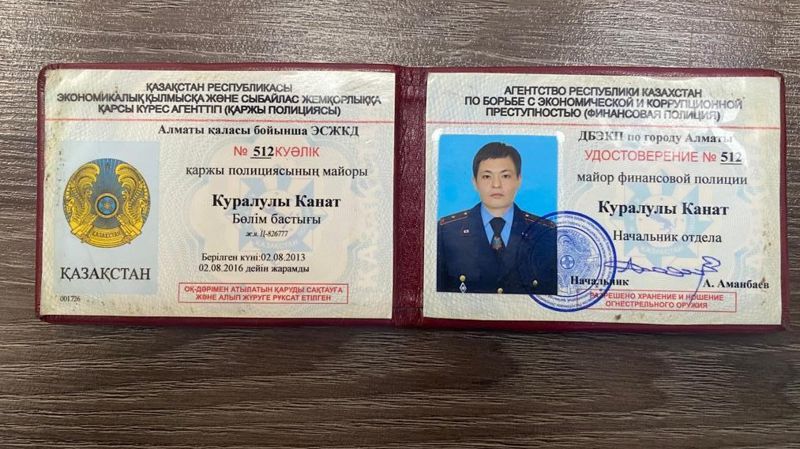 ҚАЗАҚСТАН РЕСПУБЛИКАСЫ
ЭКОНОМИКАЛЫҚ ҚЫЛМЫСҚА ЖӘНЕ СЫБАЙЛАС ЖЕМҚОРЛЫҚҚА
ҚАРСЫ КҮРЕС АГЕНТТІГІ (ҚАРЖЫ ПОЛИЦИЯСЫ)
Алматы қаласы бойынша ЭСЖКД
№ 512 КУӘЛІК
қаржы полициясының майоры
Куралулы Канат
Бөлім бастығы
ж.н. Ц-826777
Берілген күні:02.08.2013
02.08.2016 дейін жарамды
ҚАЗАҚСТАН
ҚАЗАҚСТАН
001726
ОҚ-ДӘРІМЕН АТЫЛАТЫН ҚАРУДЫ САҚТАУҒА
ЖӘНЕ АЛЫП ЖҮРУГЕ РҰКСАТ ЕТІЛГЕН
АГЕНТСТВО РЕСПУБЛИКИ КАЗАХСТАН
ПО БОРЬБЕ С ЭКОНОМИЧЕСКОЙ И КОРРУПЦИОННОЙ
ПРЕСТУПНОСТЬЮ (ФИНАНСОВАЯ ПОЛИЦИЯ)
ДБЭКП по городу Алматы
УДОСТОВЕРЕНИЕ № 512
майор финансовой полиции
Куралулы Канат
Начальник отдела
Начальник А. Аманбаев
РАЗРЕШЕНО ХРАНЕНИЕ И НОШЕНИЕ
ОГНЕСТРЕЛЬНОГО ОРУЖИЯ